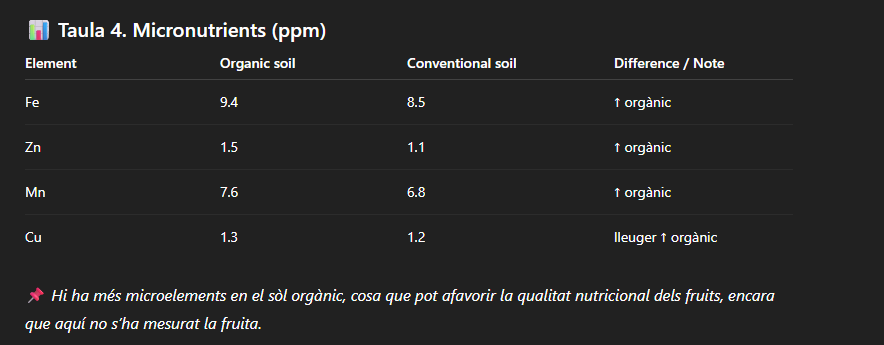 📊 Taula 4. Micronutrients (ppm)
Element Organic soil Conventional soil Difference / Note
Fe 9.4 8.5 ↑ orgànic
Zn 1.5 1.1 ↑ orgànic
Mn 7.6 6.8 ↑ orgànic
Cu 1.3 1.2 lleuger ↑ orgànic
📌 Hi ha més microelements en el sòl orgànic, cosa que pot afavorir la qualitat nutricional dels fruits, encara
que aquí no s’ha mesurat la fruita.